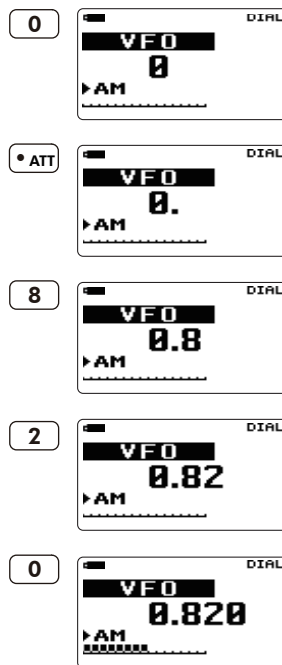 0
DIAL
VFO
0
▸AM
• ATT
DIAL
VFO
0.
▸AM
8
DIAL
VFO
0.8
▸AM
2
DIAL
VFO
0.82
▸AM
0
DIAL
VFO
0.820
▸AM